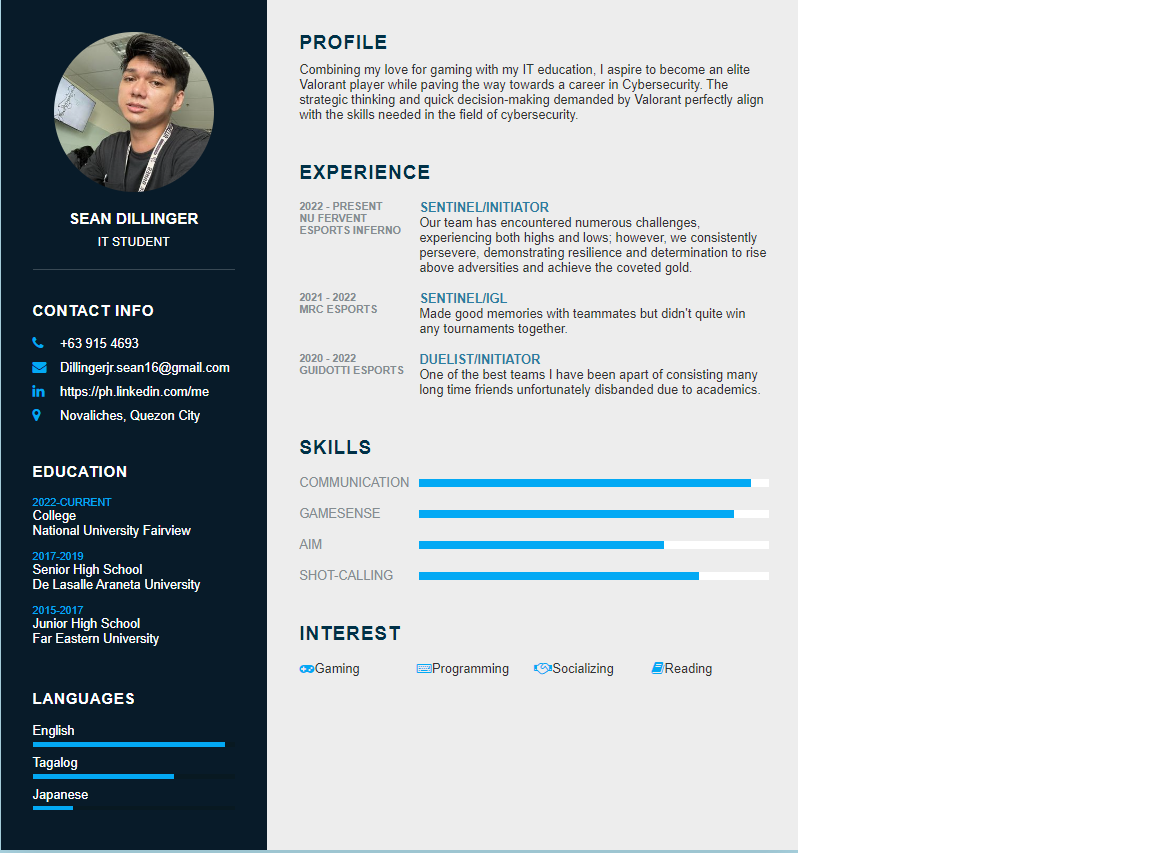 SEAN DILLINGER
IT STUDENT
CONTACT INFO
+63 915 4693
Dillingerjr.sean16@gmail.com
https://ph.linkedin.com/me
Novaliches, Quezon City
EDUCATION
2022-CURRENT
College
National University Fairview
2017-2019
Senior High School
De Lasalle Araneta University
2015-2017
Junior High School
Far Eastern University
LANGUAGES
English
Tagalog
Japanese
PROFILE
Combining my love for gaming with my IT education, I aspire to become an elite
Valorant player while paving the way towards a career in Cybersecurity. The
strategic thinking and quick decision-making demanded by Valorant perfectly align
with the skills needed in the field of cybersecurity.
EXPERIENCE
2022 - PRESENT
NU FERVENT
ESPORTS INFERNO
SENTINEL/INITIATOR
Our team has encountered numerous challenges,
experiencing both highs and lows; however, we consistently
persevere, demonstrating resilience and determination to rise
above adversities and achieve the coveted gold.
2021 - 2022
MRC ESPORTS
SENTINEL/IGL
Made good memories with teammates but didn't quite win
any tournaments together.
2020 - 2022
GUIDOTTI ESPORTS
DUELIST/INITIATOR
One of the best teams I have been apart of consisting many
long time friends unfortunately disbanded due to academics.
SKILLS
COMMUNICATION
GAMESENSE
AIM
SHOT-CALLING
INTEREST
Gaming
Programming
Socializing
Reading